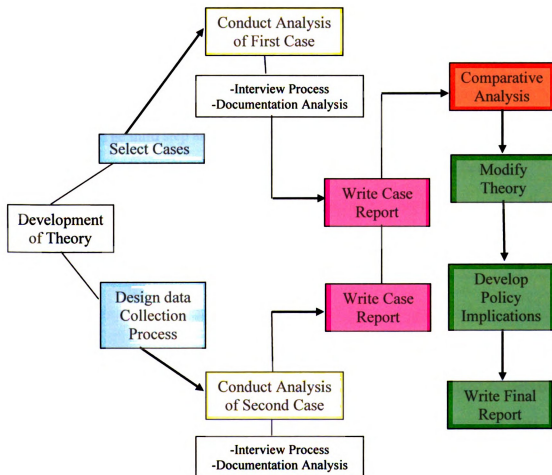 Conduct Analysis
of First Case
-Interview Process
-Documentation Analysis
Select Cases
Development
of Theory
Design data
Collection
Process
Conduct Analysis
of Second Case
-Interview Process
-Documentation Analysis
Write Case
Report
Write Case
Report
Comparative
Analysis
Modify
Theory
Develop
Policy
Implications
Write Final
Report